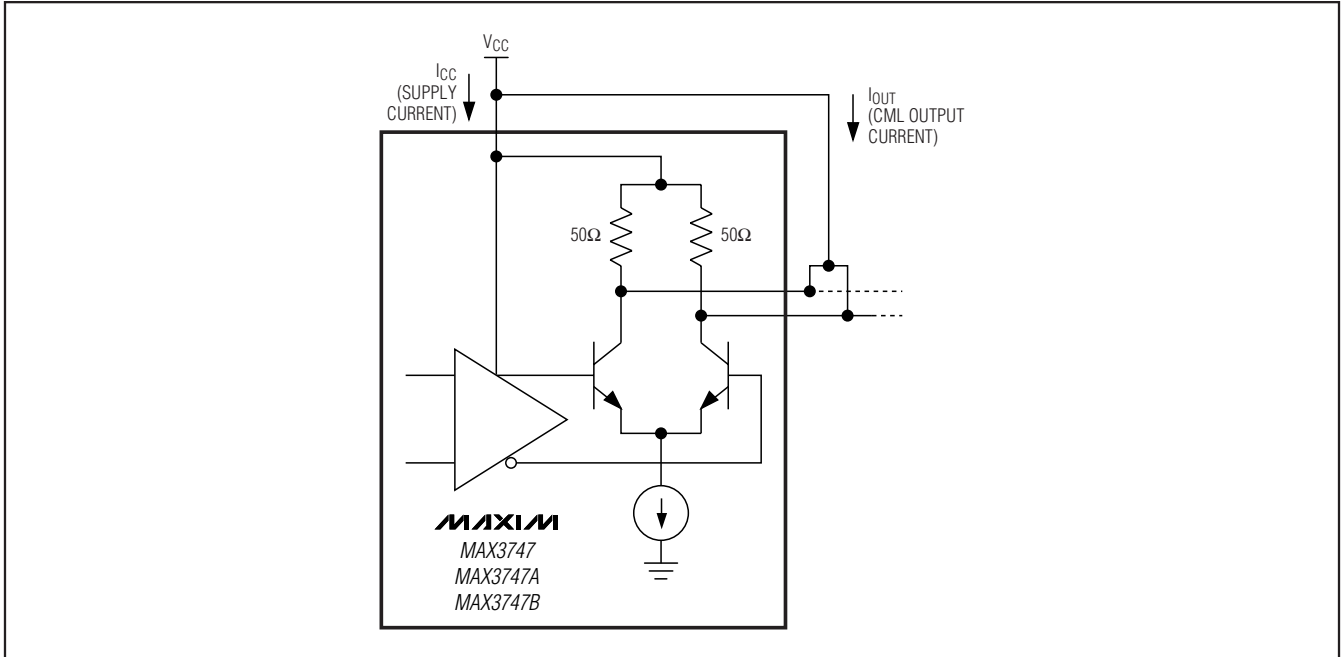 VCC
ICC
(SUPPLY
CURRENT)
IOUT
(CML OUTPUT
CURRENT)
50Ω
50Ω
MAXIM
MAX3747
MAX3747A
MAX3747B